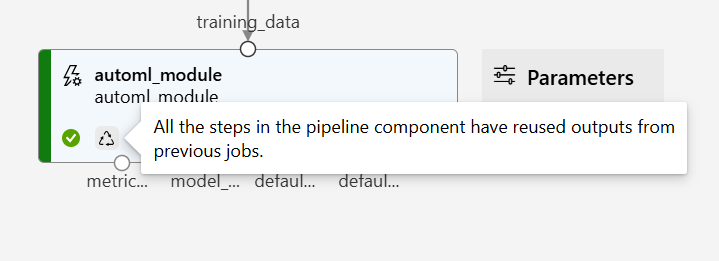 training_data
automl_module
automl_module
Parameters
All the steps in the pipeline component have reused outputs from
previous jobs.
metric... model_... defaul... defaul...